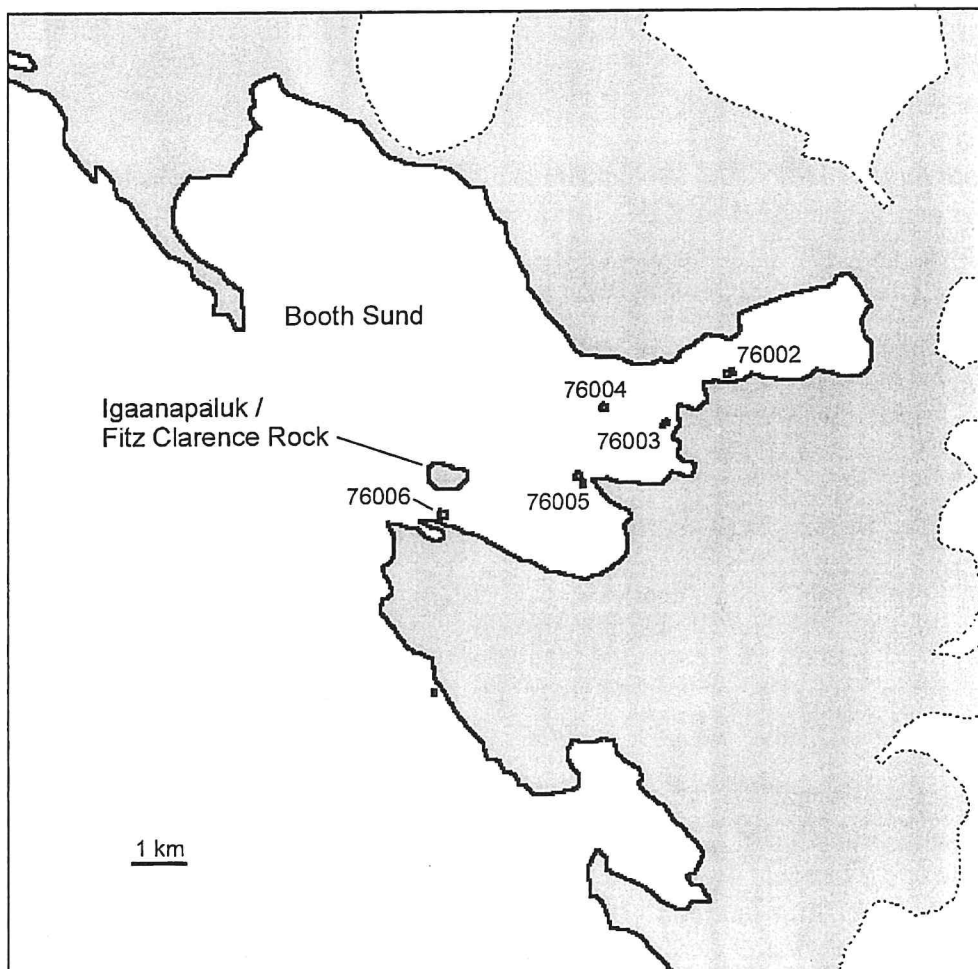 Booth Sund
76002
76004
76003
Igaanapaluk /
Fitz Clarence Rock
76005
76006
1 km